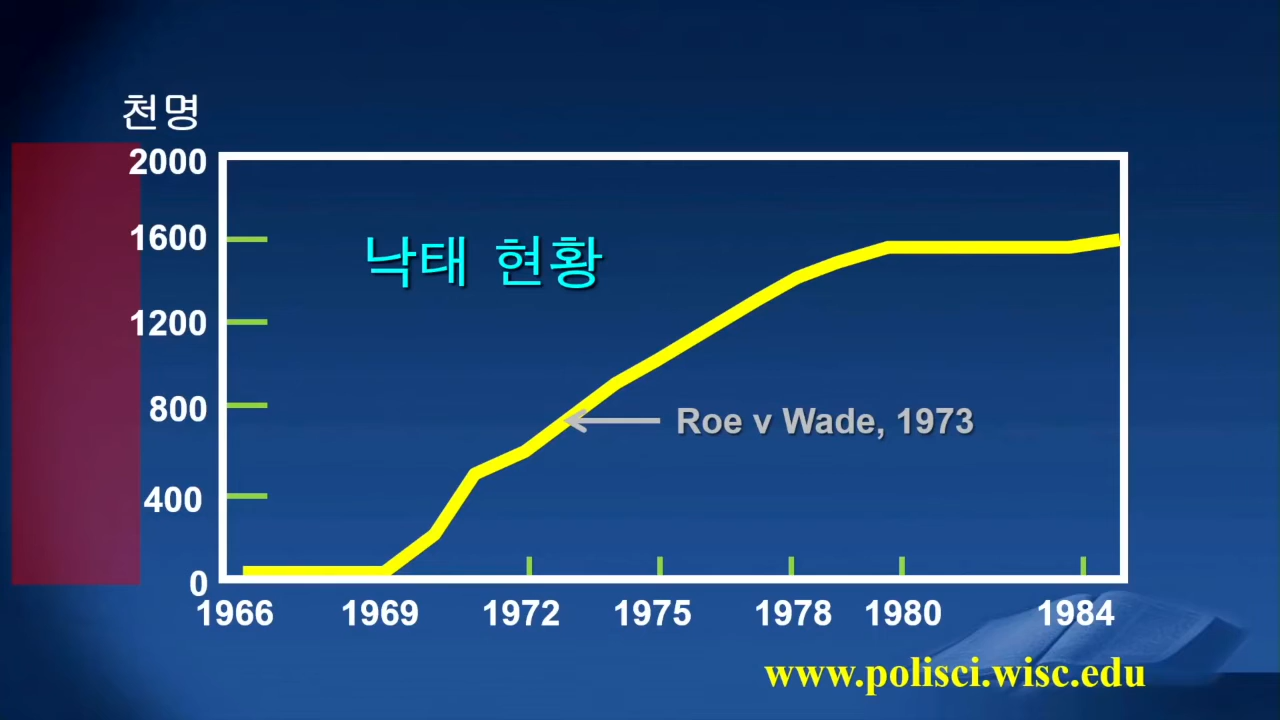 천명
2000
1600
낙태 현황
1200
800
Roe v Wade, 1973
400
0
1966 1969 1972 1975 1978 1980 1984
www.polisci.wisc.edu